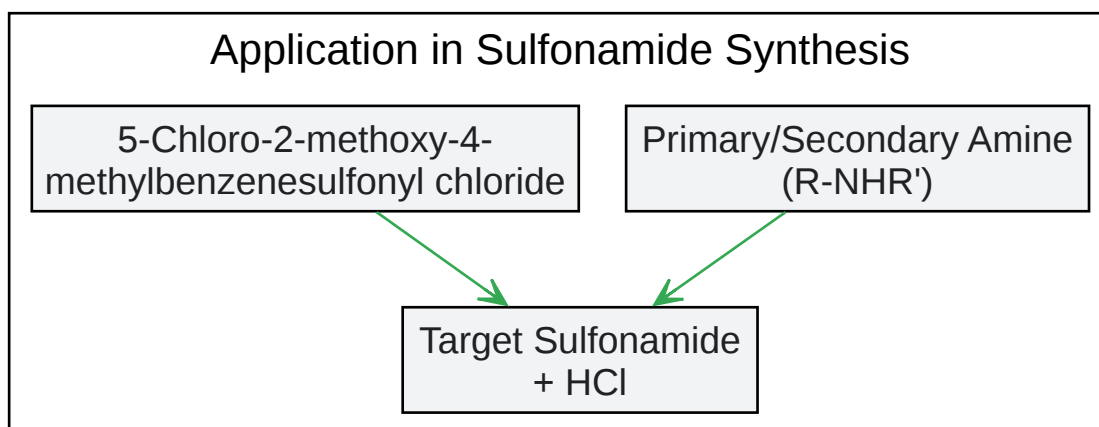 Application in Sulfonamide Synthesis
5-Chloro-2-methoxy-4-
methylbenzenesulfonyl chloride
Primary/Secondary Amine
(R-NHR')
Target Sulfonamide
+ HCl